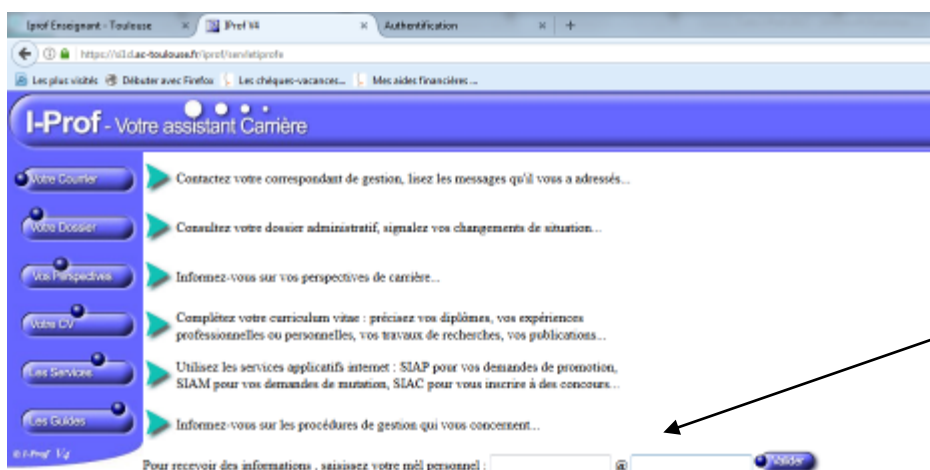 Iprof Enseignant - Toulouse
IProf V4
Authentification
ac-toulouse.fr/iprof/servletiprofe
Les plus visités Débuter avec Firefox Les chèques-vacances... Mes aides financières ...
I-Prof - Votre assistant Carrière
Votre Courrier
Contactez votre correspondant de gestion, lisez les messages qu'il vous a adressés...
Votre Dossier
Consultez votre dossier administratif, signalez vos changements de situation...
Vos Perspectives
Informez-vous sur vos perspectives de carrière...
Votre CV
Complétez votre curriculum vitae : précisez vos diplômes, vos expériences
professionnelles ou personnelles, vos travaux de recherches, vos publications...
Les Services
Utilisez les services applicatifs internet : SIAP pour vos demandes de promotion,
SIAM pour vos demandes de mutation, SIAC pour vous inscrire à des concours...
Les Guides
Informez-vous sur les procédures de gestion qui vous concernent...
© I-Prof V4
Pour recevoir des informations , saisissez votre mèl personnel : @ Valider